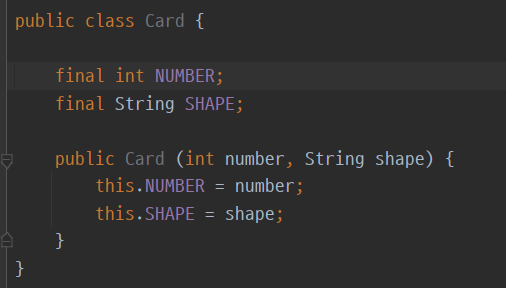 public class Card {
final int NUMBER;
final String SHAPE;
public Card (int number, String shape) {
this.NUMBER = number;
this.SHAPE = shape;
}
}